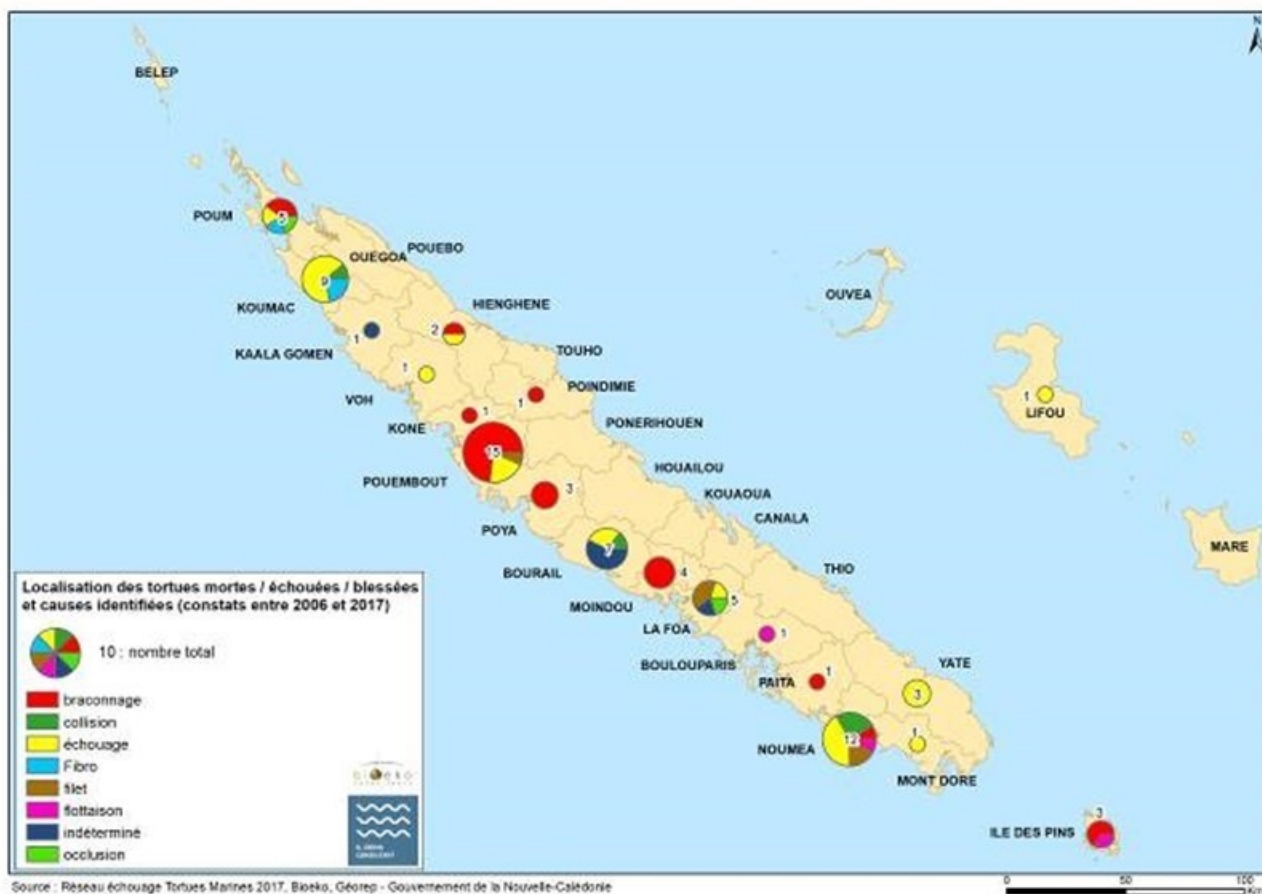 N
BELEP
POUM
5
OUEGOA
POUEBO
9
KOUMAC
HIENGHENE
2
1
KAALA GOMEN
OUVEA
TOUHO
1
VOH
POINDIMIE
1
1
KONE
PONERIHOUEN
1
LIFOU
15
POUEMBOUT
HOUAILOU
3
KOUAOUA
POYA
CANALA
MARE
7
BOURAIL
4
THIO
MOINDOU
5
LA FOA
1
BOULOUPARIS
YATE
PAITA
1
3
NOUMEA
12
1
MONT DORE
3
ILE DES PINS
Localisation des tortues mortes / échouées / blessées
et causes identifiées (constats entre 2006 et 2017)
10 : nombre total
braconnage
collision
échouage
Fibro
filet
flottaison
indéterminé
occlusion
bioeko
0 50 100
Km
Source : Réseau échouage Tortues Marines 2017, Bioeko, Géorep - Gouvernement de la Nouvelle-Calédonie